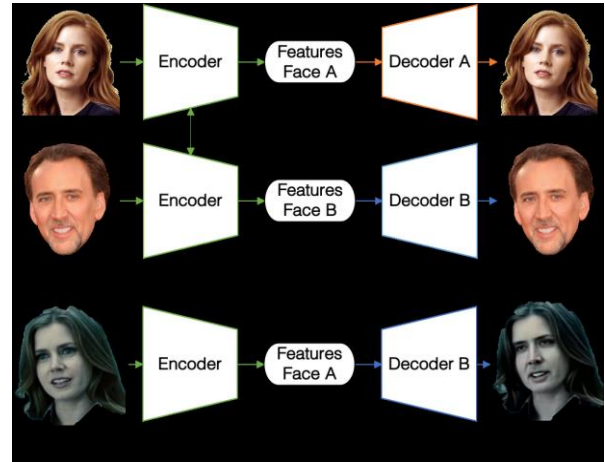 Encoder
Features
Face A
Decoder A
Encoder
Features
Face B
Decoder B
Encoder
Features
Face A
Decoder B